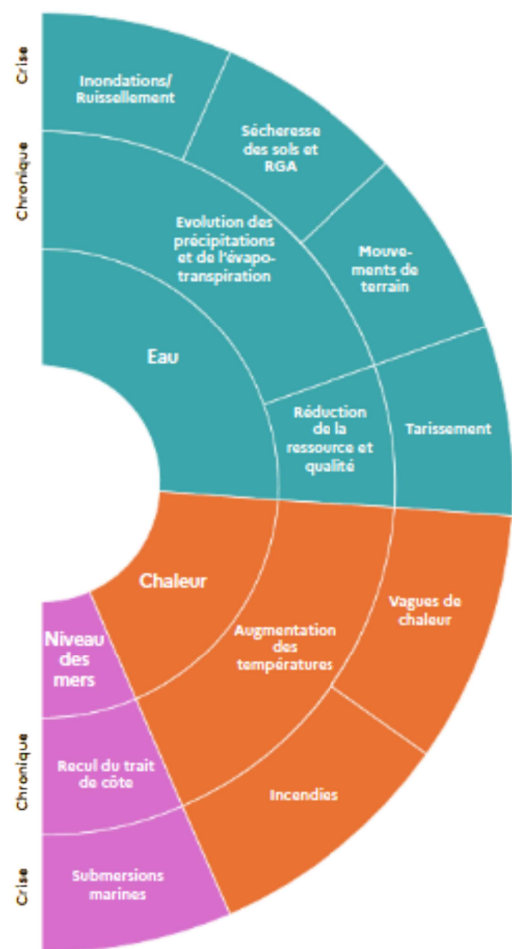 Crise
Inondations/
Ruissellement
Sécheresse
des sols et
RGA
Chronique
Evolution des
précipitations
et de l'évapo-
transpiration
Mouve-
ments de
terrain
Eau
Réduction
de la
ressource et
qualité
Tarissement
Chaleur
Vagues de
chaleur
Augmentation
des
températures
Niveau
des
mers
Chronique
Recul du trait
de côte
Incendies
Crise
Submersions
marines